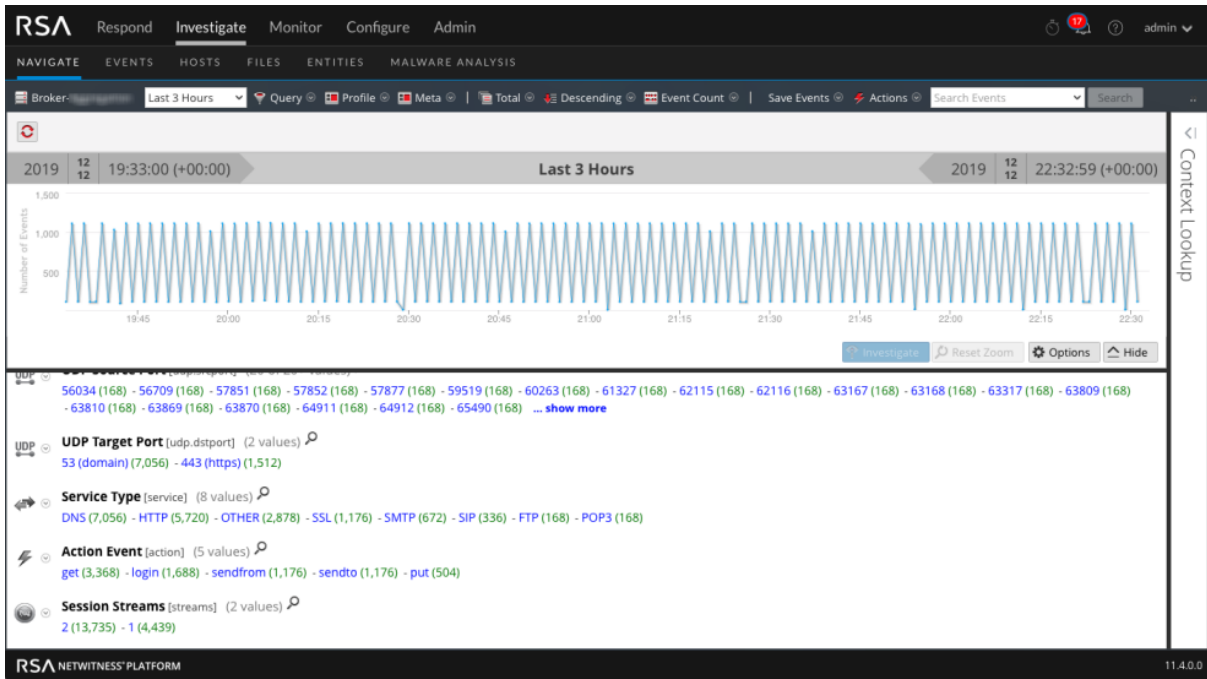 RSA Respond Investigate Monitor Configure Admin 17 admin
NAVIGATE EVENTS HOSTS FILES ENTITIES MALWARE ANALYSIS
Broker- Last 3 Hours Query Profile Meta | Total Descending Event Count | Save Events Actions Search Events Search ..
Context Lookup
2019 12 12 19:33:00 (+00:00) Last 3 Hours 2019 12 12 22:32:59 (+00:00)
Number of Events
1,500
1,000
500
19:45 20:00 20:15 20:30 20:45 21:00 21:15 21:30 21:45 22:00 22:15 22:30
Investigate Reset Zoom Options Hide
UDP
56034 (168) - 56709 (168) - 57851 (168) - 57852 (168) - 57877 (168) - 59519 (168) - 60263 (168) - 61327 (168) - 62115 (168) - 62116 (168) - 63167 (168) - 63168 (168) - 63317 (168) - 63809 (168)
- 63810 (168) - 63869 (168) - 63870 (168) - 64911 (168) - 64912 (168) - 65490 (168) ... show more
UDP UDP Target Port [udp.dstport] (2 values)
53 (domain) (7,056) - 443 (https) (1,512)
Service Type [service] (8 values)
DNS (7,056) - HTTP (5,720) - OTHER (2,878) - SSL (1,176) - SMTP (672) - SIP (336) - FTP (168) - POP3 (168)
Action Event [action] (5 values)
get (3,368) - login (1,688) - sendfrom (1,176) - sendto (1,176) - put (504)
Session Streams [streams] (2 values)
2 (13,735) - 1 (4,439)
RSA NETWITNESS® PLATFORM 11.4.0.0